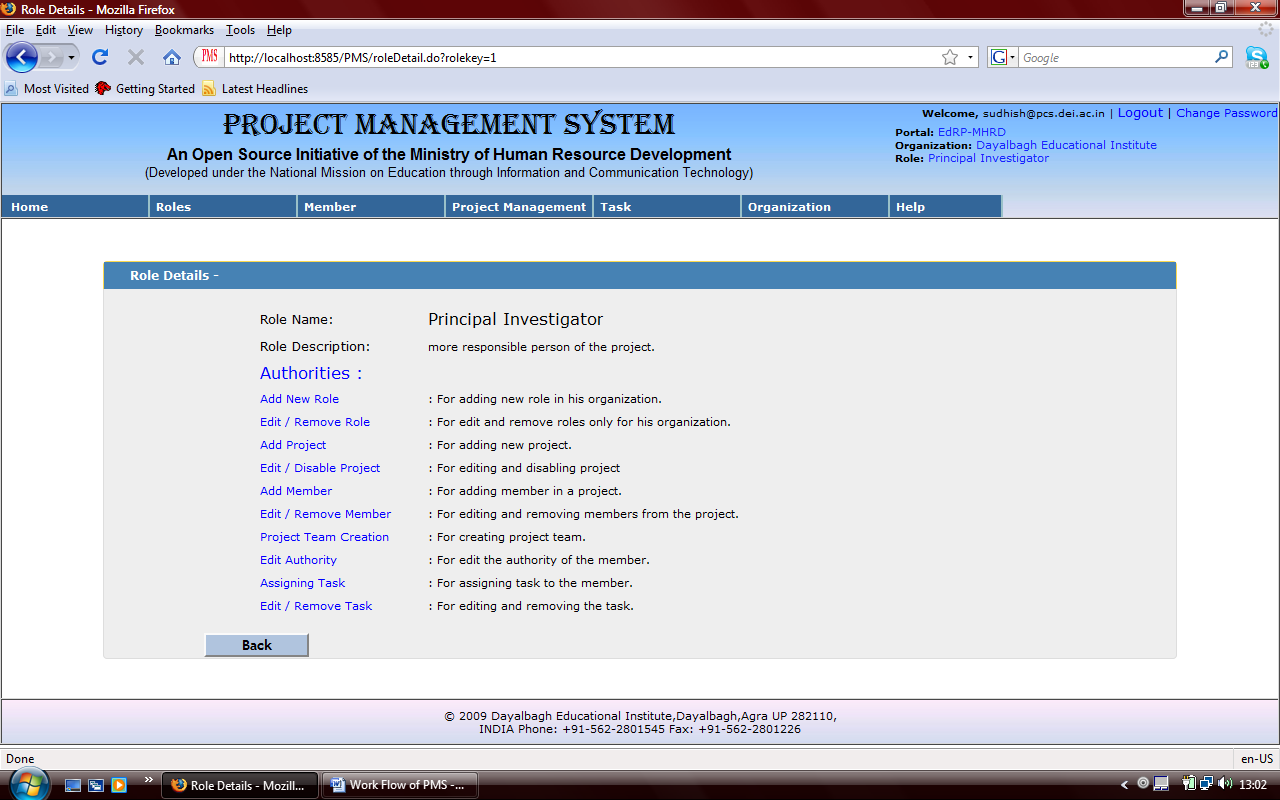 Role Details - Mozilla Firefox
File Edit View History Bookmarks Tools Help
PMS http://localhost:8585/PMS/roleDetail.do?rolekey=1
G Google
Most Visited Getting Started Latest Headlines
PROJECT MANAGEMENT SYSTEM
An Open Source Initiative of the Ministry of Human Resource Development
(Developed under the National Mission on Education through Information and Communication Technology)
Welcome, sudhish@pcs.dei.ac.in | Logout | Change Password
Portal: EdRP-MHRD
Organization: Dayalbagh Educational Institute
Role: Principal Investigator
Home Roles Member Project Management Task Organization Help
Role Details -
Role Name: Principal Investigator
Role Description: more responsible person of the project.
Authorities :
Add New Role : For adding new role in his organization.
Edit / Remove Role : For edit and remove roles only for his organization.
Add Project : For adding new project.
Edit / Disable Project : For editing and disabling project
Add Member : For adding member in a project.
Edit / Remove Member : For editing and removing members from the project.
Project Team Creation : For creating project team.
Edit Authority : For edit the authority of the member.
Assigning Task : For assigning task to the member.
Edit / Remove Task : For editing and removing the task.
Back
© 2009 Dayalbagh Educational Institute,Dayalbagh,Agra UP 282110,
INDIA Phone: +91-562-2801545 Fax: +91-562-2801226
Done en-US
Role Details - Mozill... Work Flow of PMS -... 13:02